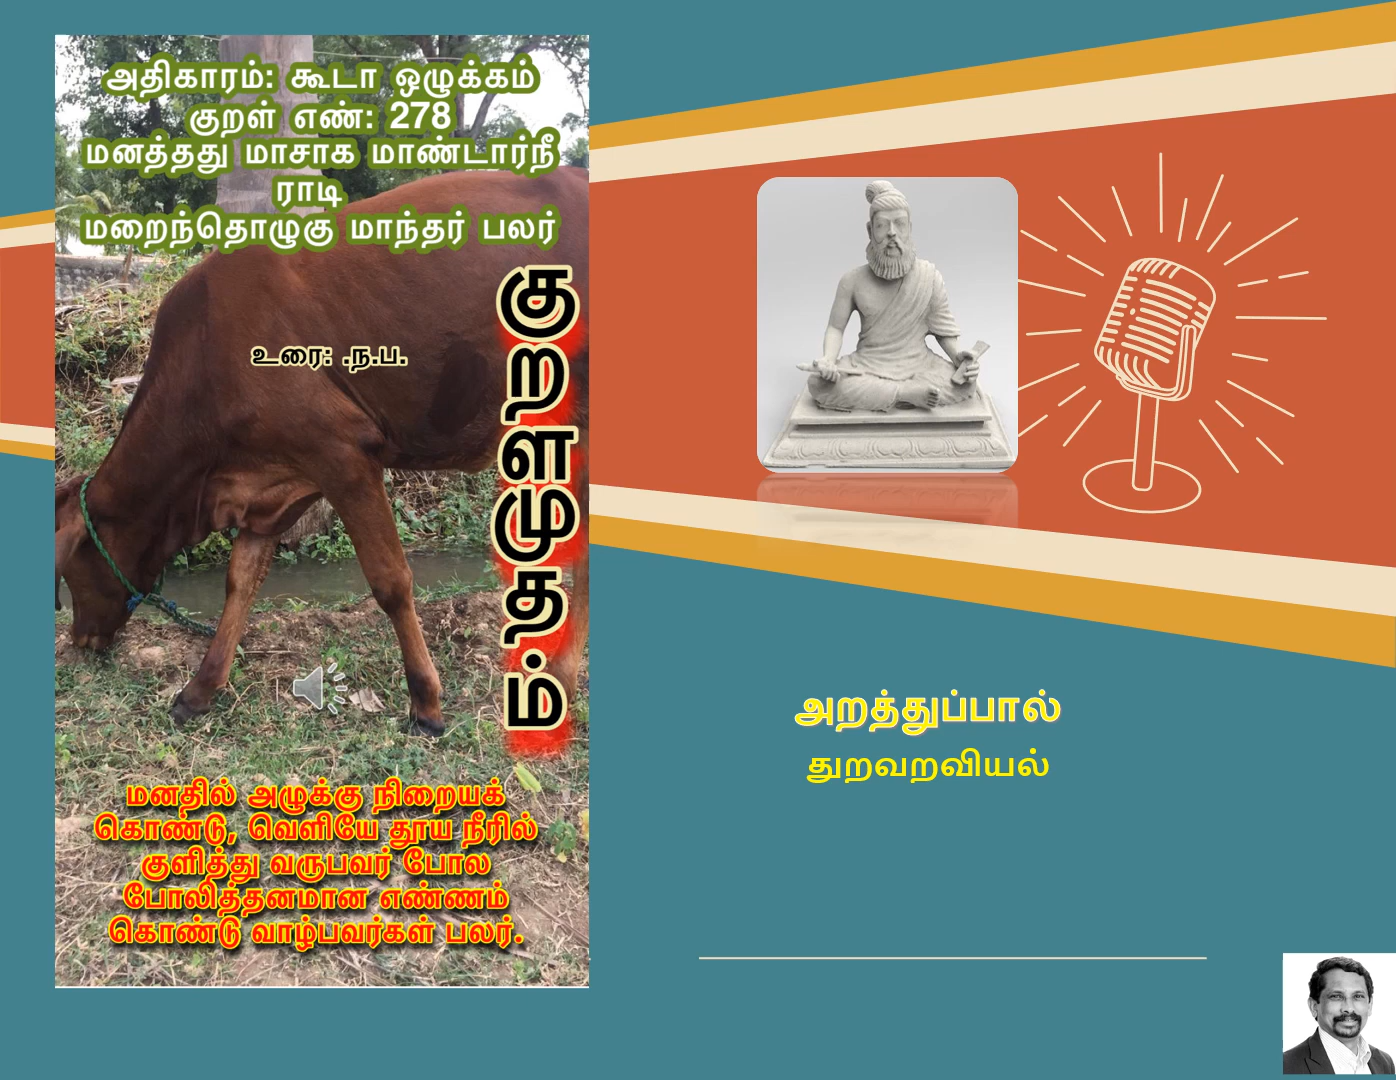 அதிகாரம்: கூடா ஒழுக்கம்
குறள் எண்: 278
மனத்தது மாசாக மாண்டார்நீ
ராடி
மறைந்தொழுகு மாந்தர் பலர்
உரை: .ந.ப.
குறளமுதம்
மனதில் அழுக்கு நிறையக்
கொண்டு, வெளியே தூய நீரில்
குளித்து வருபவர் போல
போலித்தனமான எண்ணம்
கொண்டு வாழ்பவர்கள் பலர்.
அறத்துப்பால்
துறவறவியல்